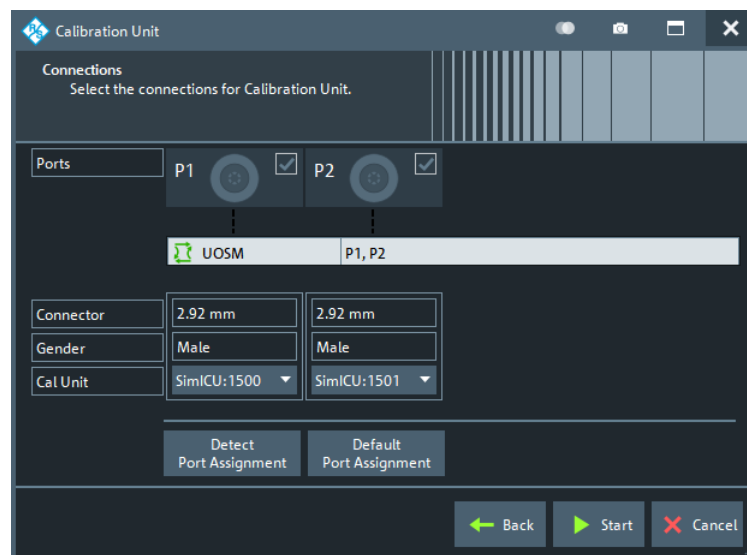 Calibration Unit
Connections
Select the connections for Calibration Unit.
Ports
P1
P2
UOSM
P1, P2
Connector
2.92 mm
2.92 mm
Gender
Male
Male
Cal Unit
SimICU:1500
SimICU:1501
Detect
Port Assignment
Default
Port Assignment
Back
Start
Cancel